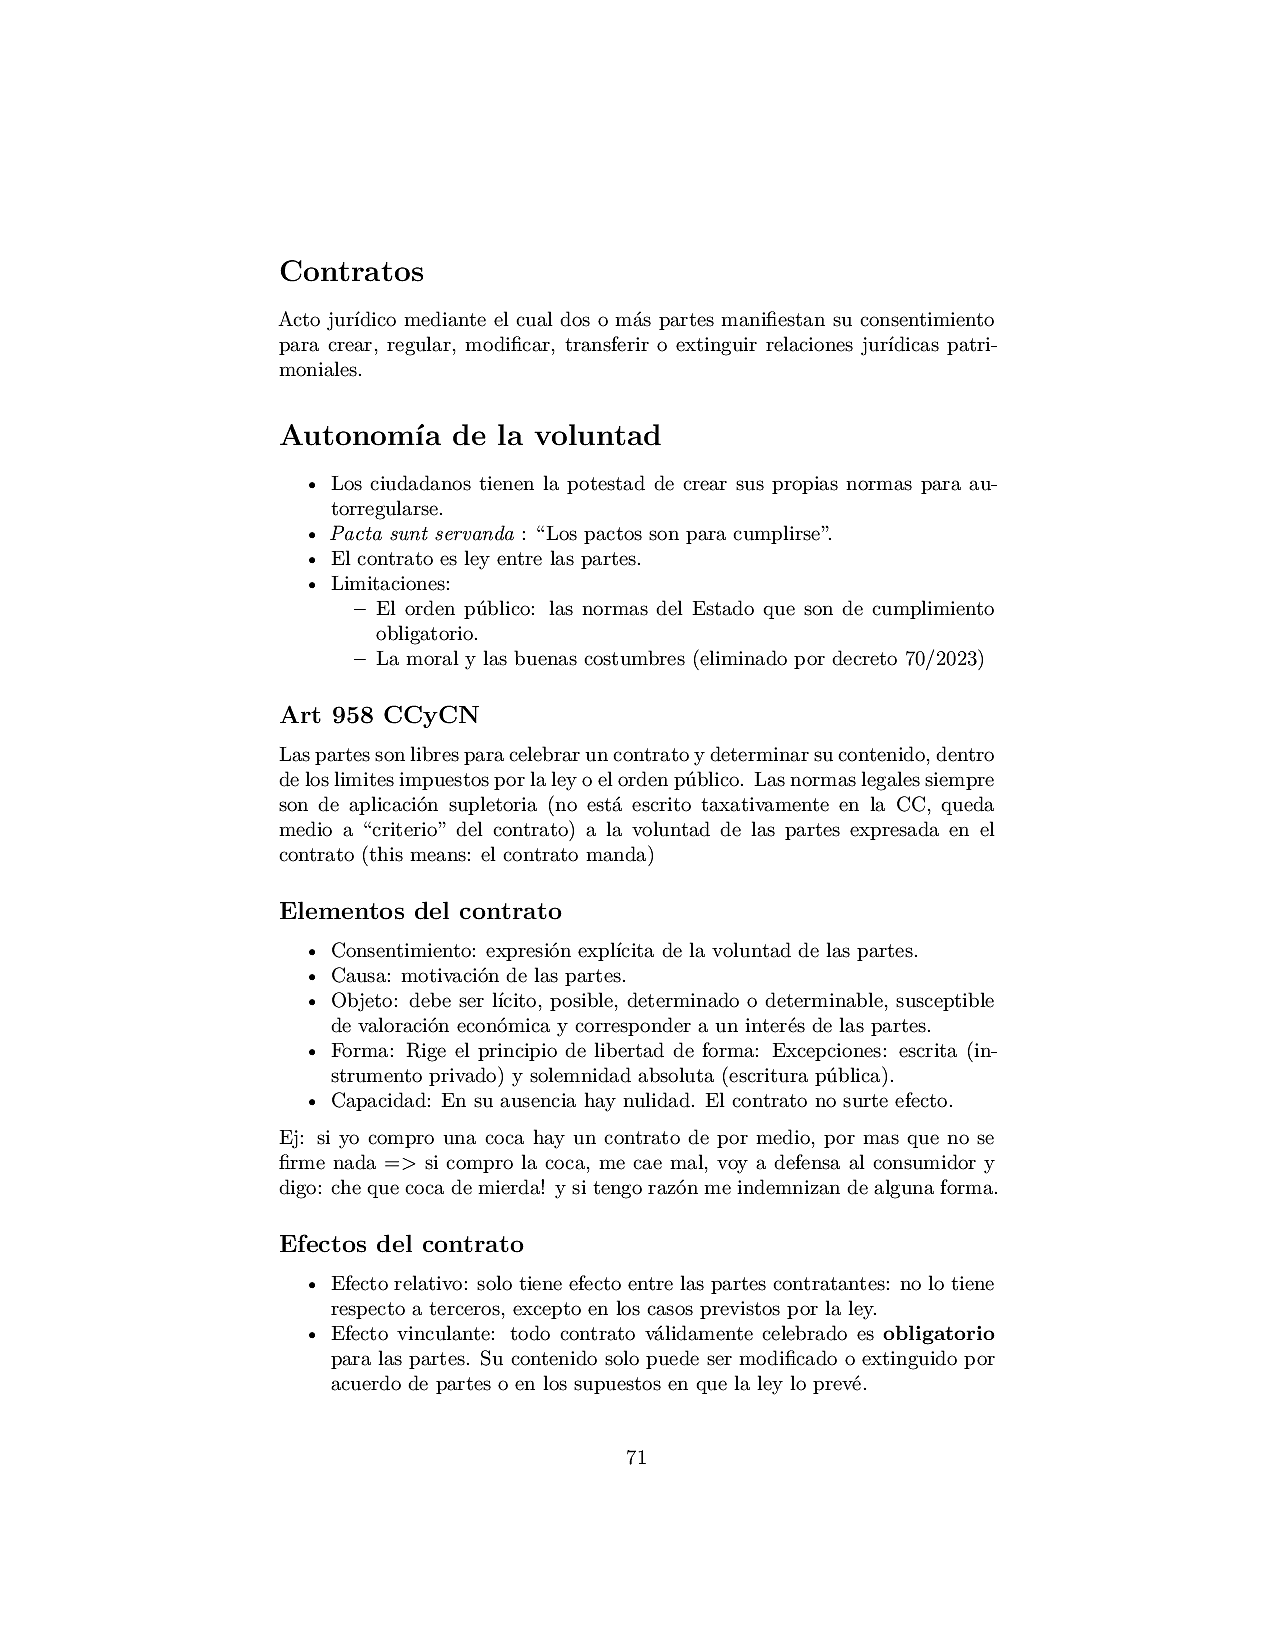 Contratos
Acto jurídico mediante el cual dos o más partes manifiestan su consentimiento
para crear, regular, modificar, transferir o extinguir relaciones jurídicas patri-
moniales.
Autonomía de la voluntad
• Los ciudadanos tienen la potestad de crear sus propias normas para au-
torregularse.
• Pacta sunt servanda : “Los pactos son para cumplirse”.
• El contrato es ley entre las partes.
• Limitaciones:
– El orden público: las normas del Estado que son de cumplimiento
obligatorio.
– La moral y las buenas costumbres (eliminado por decreto 70/2023)
Art 958 CCyCN
Las partes son libres para celebrar un contrato y determinar su contenido, dentro
de los limites impuestos por la ley o el orden público. Las normas legales siempre
son de aplicación supletoria (no está escrito taxativamente en la CC, queda
medio a “criterio” del contrato) a la voluntad de las partes expresada en el
contrato (this means: el contrato manda)
Elementos del contrato
• Consentimiento: expresión explícita de la voluntad de las partes.
• Causa: motivación de las partes.
• Objeto: debe ser lícito, posible, determinado o determinable, susceptible
de valoración económica y corresponder a un interés de las partes.
• Forma: Rige el principio de libertad de forma: Excepciones: escrita (in-
strumento privado) y solemnidad absoluta (escritura pública).
• Capacidad: En su ausencia hay nulidad. El contrato no surte efecto.
Ej: si yo compro una coca hay un contrato de por medio, por mas que no se
firme nada => si compro la coca, me cae mal, voy a defensa al consumidor y
digo: che que coca de mierda! y si tengo razón me indemnizan de alguna forma.
Efectos del contrato
• Efecto relativo: solo tiene efecto entre las partes contratantes: no lo tiene
respecto a terceros, excepto en los casos previstos por la ley.
• Efecto vinculante: todo contrato válidamente celebrado es obligatorio
para las partes. Su contenido solo puede ser modificado o extinguido por
acuerdo de partes o en los supuestos en que la ley lo prevé.
71